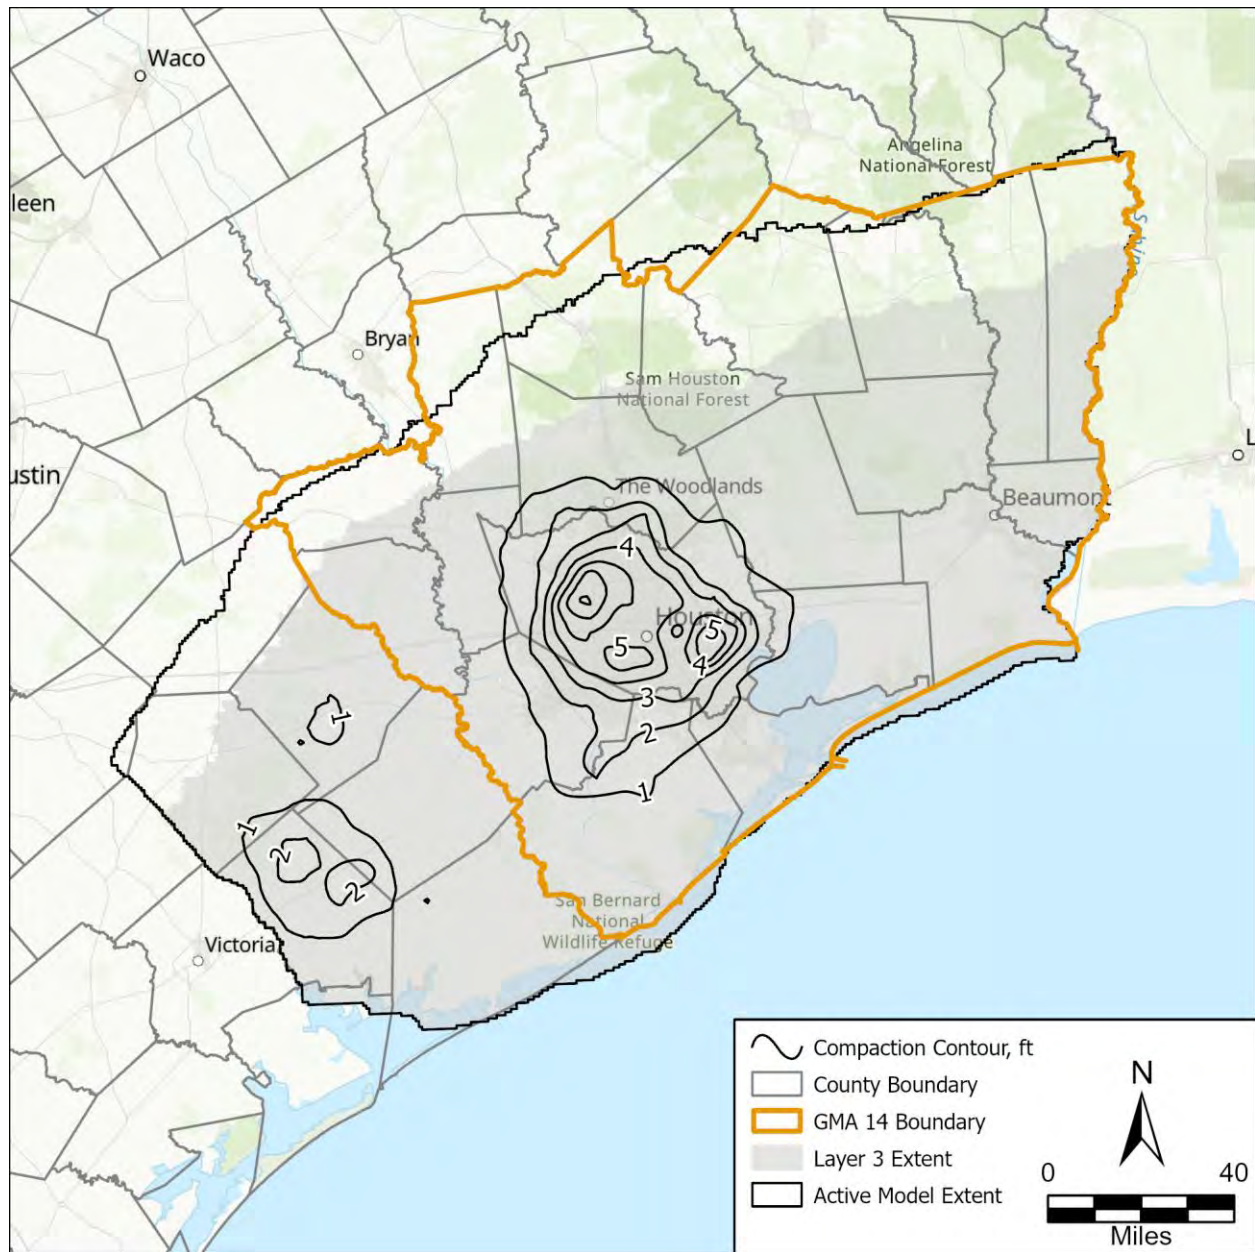 Waco
Angelina
National Forest
leen
Sabine
Bryan
Sam Houston
National Forest
ustin
L
The Woodlands
Beaumont
4
Houston
5
5
4
3
1
2
1
1
2
2
San Bernard
National
Wildlife Refuge
Victoria
Compaction Contour, ft
County Boundary
GMA 14 Boundary
Layer 3 Extent
Active Model Extent
N
0 40
Miles